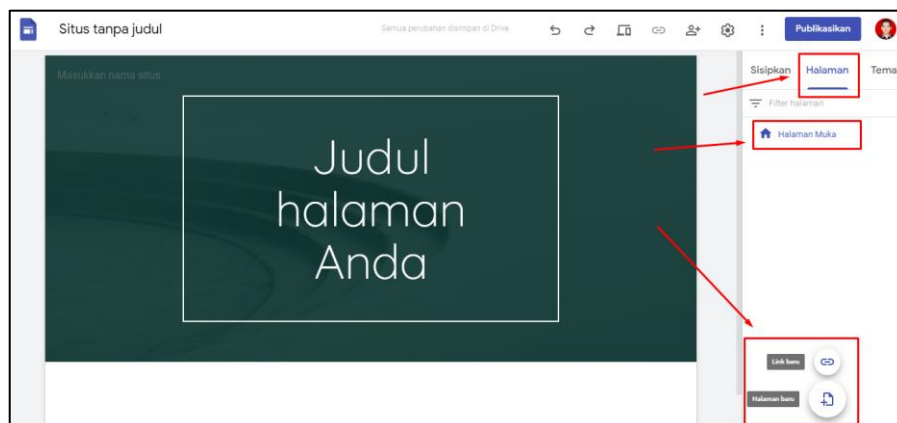 Situs tanpa judul
Semua perubahan disimpan di Drive
Publikasikan
Masukkan nama situs
Judul
halaman
Anda
Sisipkan
Halaman
Tema
Filter halaman
Halaman Muka
Link baru
Halaman baru